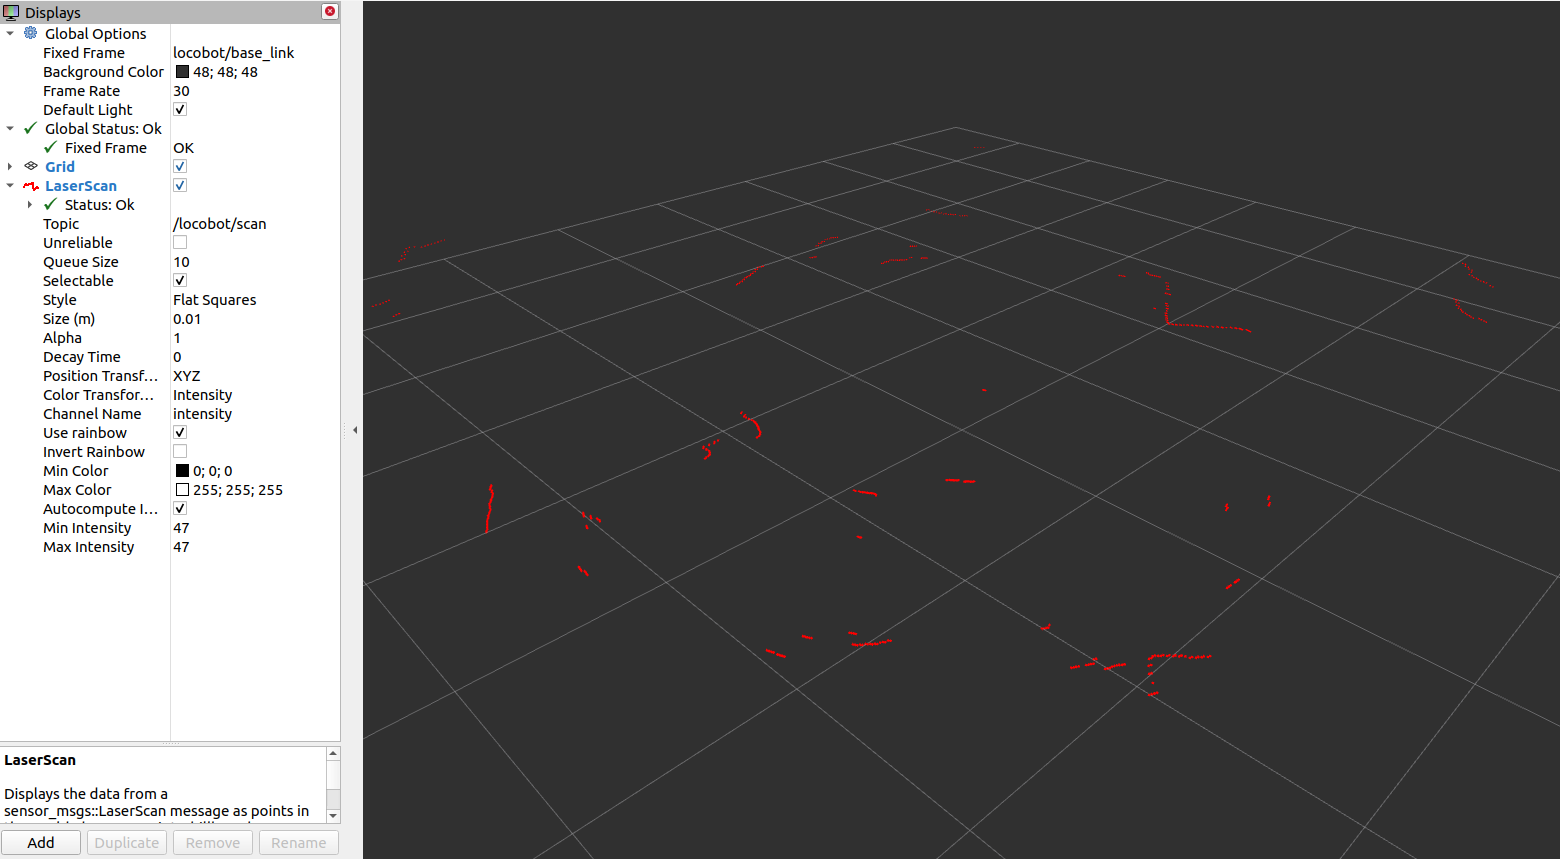 Displays
Global Options
Fixed Frame locobot/base_link
Background Color 48; 48; 48
Frame Rate 30
Default Light
Global Status: Ok
Fixed Frame OK
Grid
LaserScan
Status: Ok
Topic /locobot/scan
Unreliable
Queue Size 10
Selectable
Style Flat Squares
Size (m) 0.01
Alpha 1
Decay Time 0
Position Transf... XYZ
Color Transfor... Intensity
Channel Name intensity
Use rainbow
Invert Rainbow
Min Color 0; 0; 0
Max Color 255; 255; 255
Autocompute I...
Min Intensity 47
Max Intensity 47
LaserScan
Displays the data from a
sensor_msgs::LaserScan message as points in
Add Duplicate Remove Rename